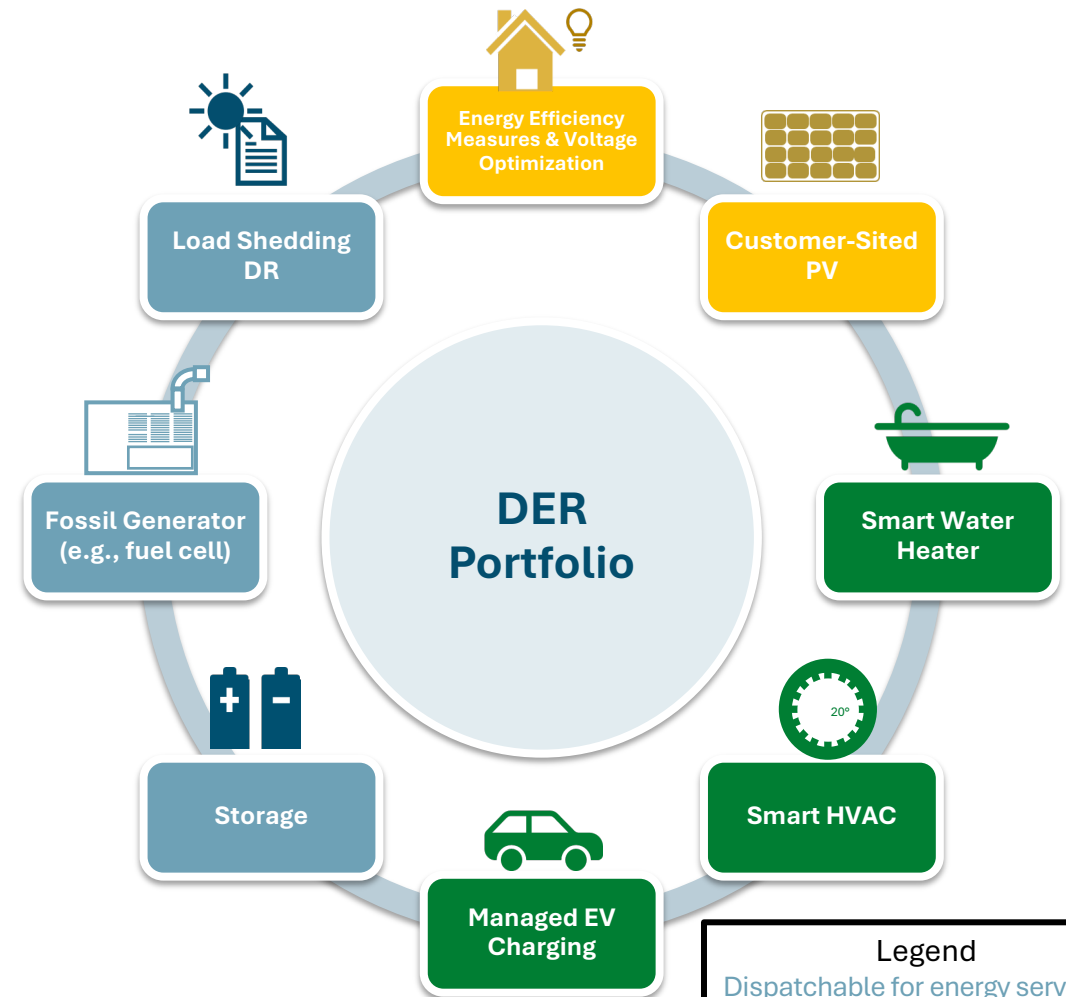 Energy Efficiency
Measures & Voltage
Optimization
Customer-Sited
PV
Smart Water
Heater
20°
Smart HVAC
Managed EV
Charging
+ -
Storage
Fossil Generator
(e.g., fuel cell)
Load Shedding
DR
DER
Portfolio
Legend
Dispatchable for energy